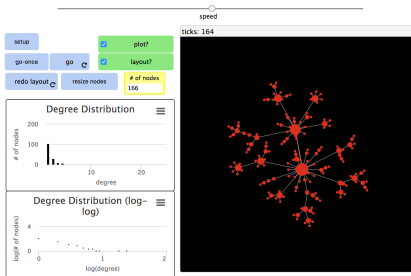 speed
ticks: 164
setup
plot?
go-once
go
layout?
redo layout
resize nodes
# of nodes
166
Degree Distribution
# of nodes
200
100
0
10
20
degree
Degree Distribution (log-
log)
log(# of nodes)
4
2
0
0
1
2
log(degree)